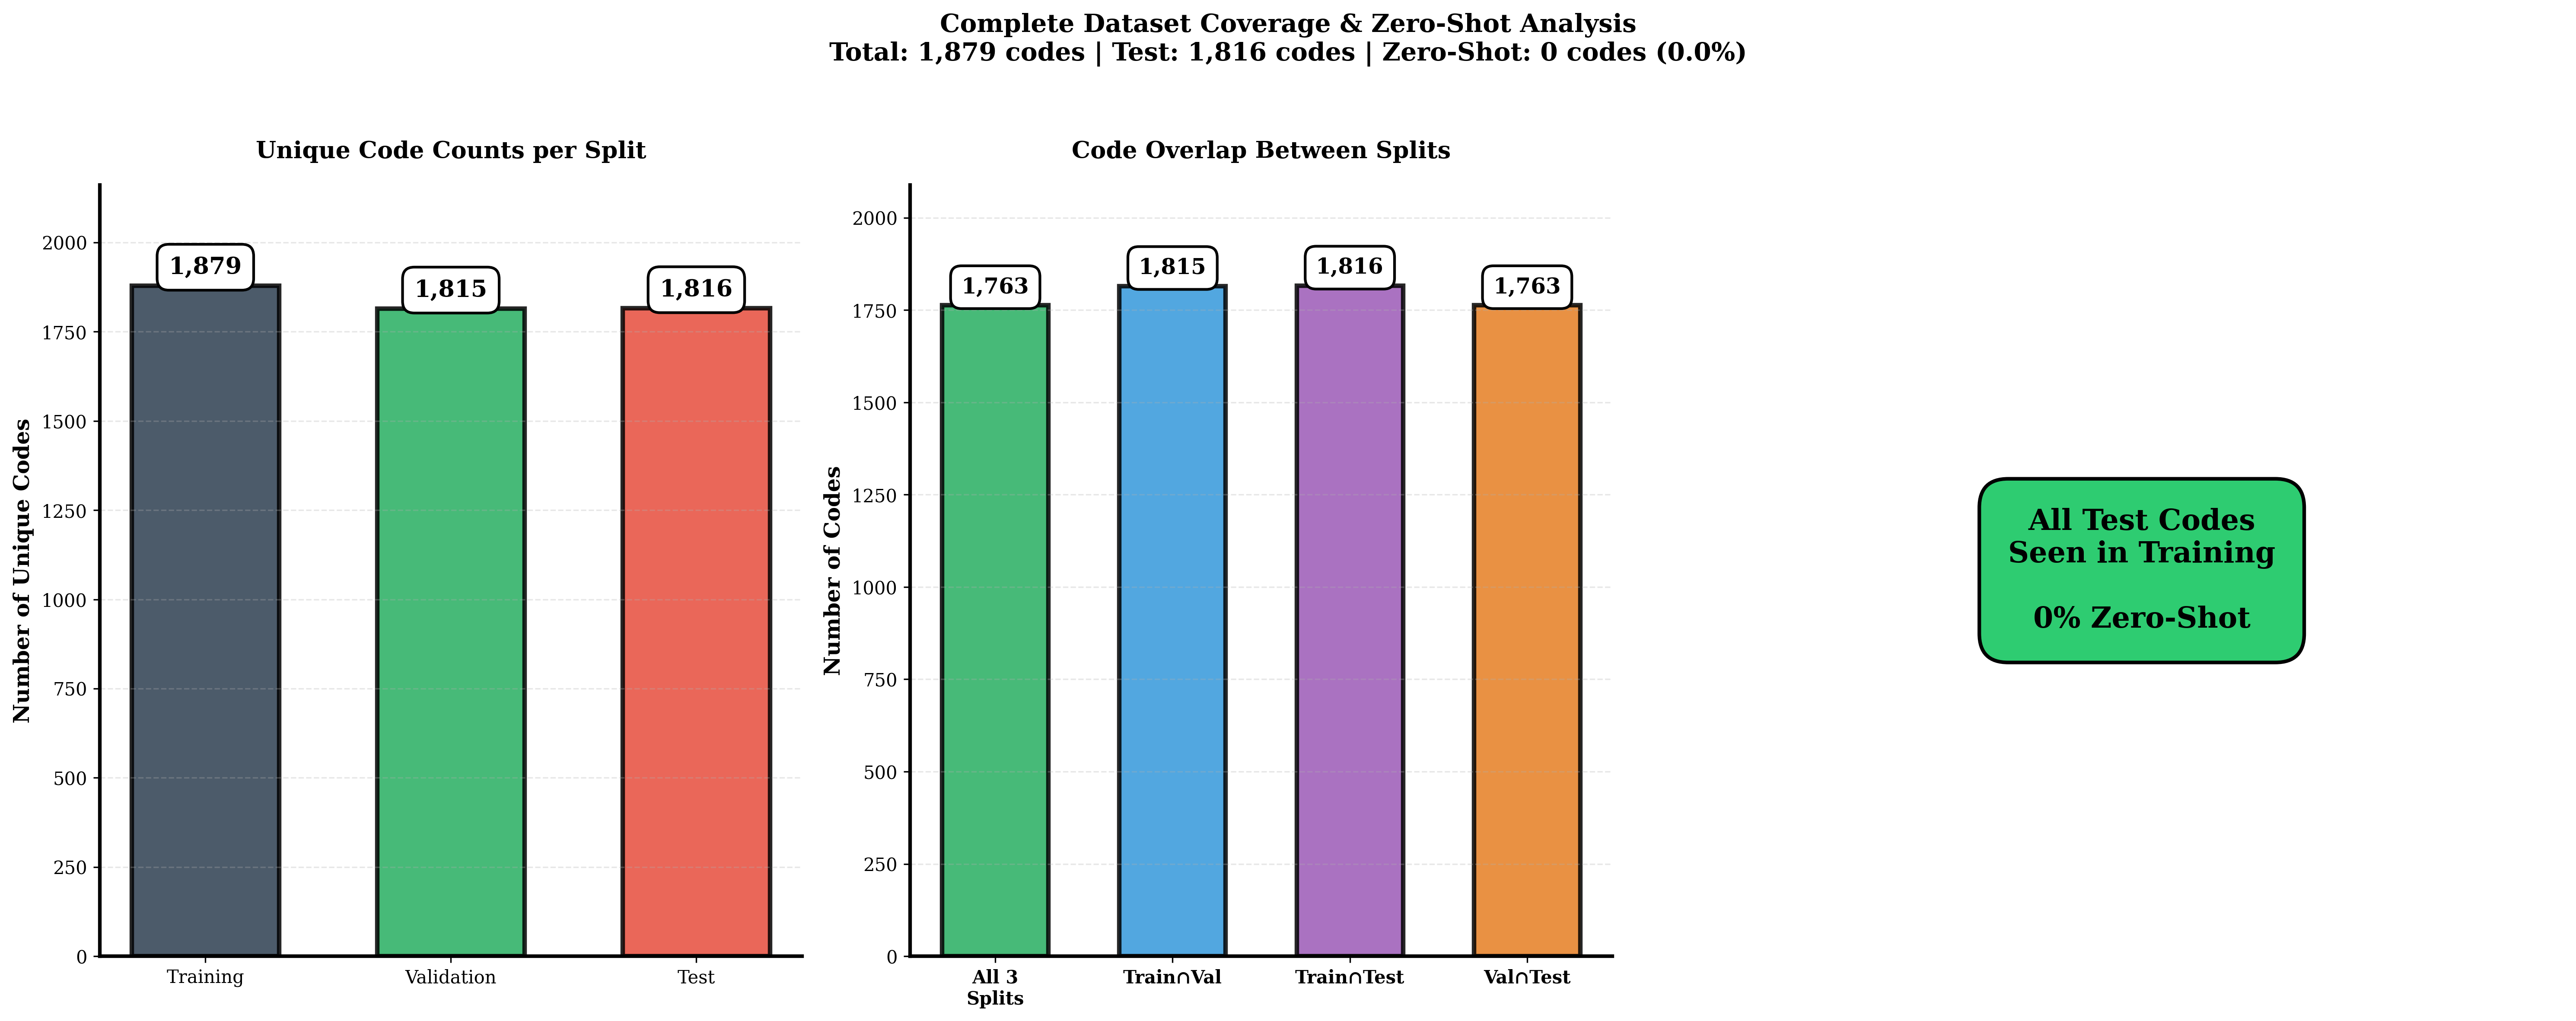 Complete Dataset Coverage & Zero-Shot Analysis
Total: 1,879 codes | Test: 1,816 codes | Zero-Shot: 0 codes (0.0%)
Unique Code Counts per Split
Number of Unique Codes
2000
1750
1500
1250
1000
750
500
250
0
1,879
1,815
1,816
Training
Validation
Test
Code Overlap Between Splits
Number of Codes
2000
1750
1500
1250
1000
750
500
250
0
1,763
1,815
1,816
1,763
All 3
Splits
Train∩Val
Train∩Test
Val∩Test
All Test Codes
Seen in Training
0% Zero-Shot